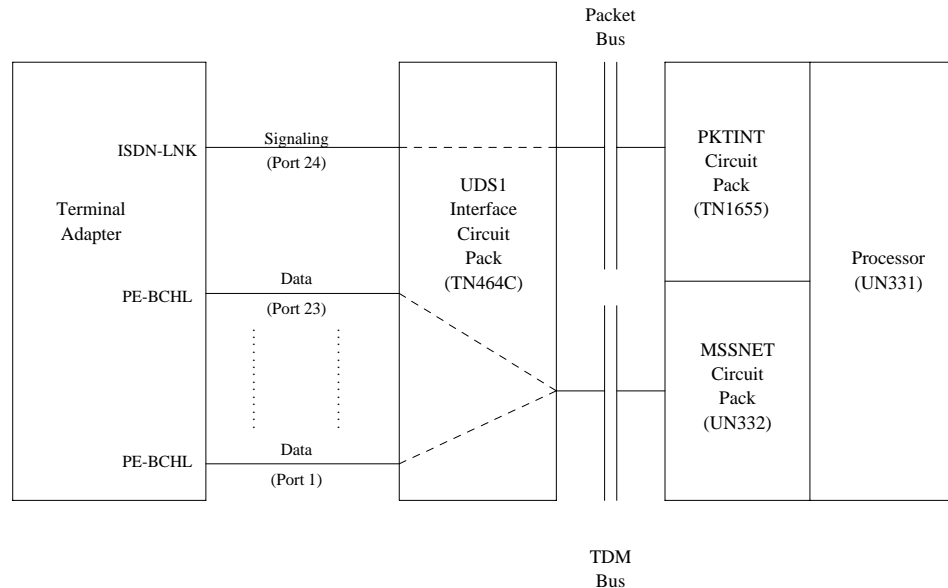 Packet
Bus
Signaling
ISDN-LNK
(Port 24)
PKTINT
Circuit
Pack
(TN1655)
UDS1
Interface
Circuit
Pack
(TN464C)
Terminal
Adapter
Processor
(UN331)
Data
PE-BCHL
(Port 23)
MSSNET
Circuit
Pack
(UN332)
Data
PE-BCHL
(Port 1)
TDM
Bus